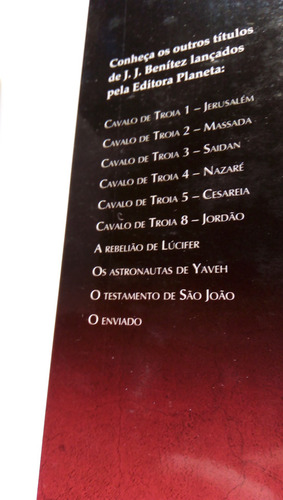 Conheça os outros títulos
de J. J. Benítez lançados
pela Editora Planeta:
Cavalo de Troia 1 – Jerusalém
Cavalo de Troia 2 – Massada
Cavalo de Troia 3 – Saidan
Cavalo de Troia 4 – Nazaré
Cavalo de Troia 5 – Cesareia
Cavalo de Troia 8 – Jordão
A rebelião de Lúcifer
Os astronautas de Yaveh
O testamento de São João
O enviado